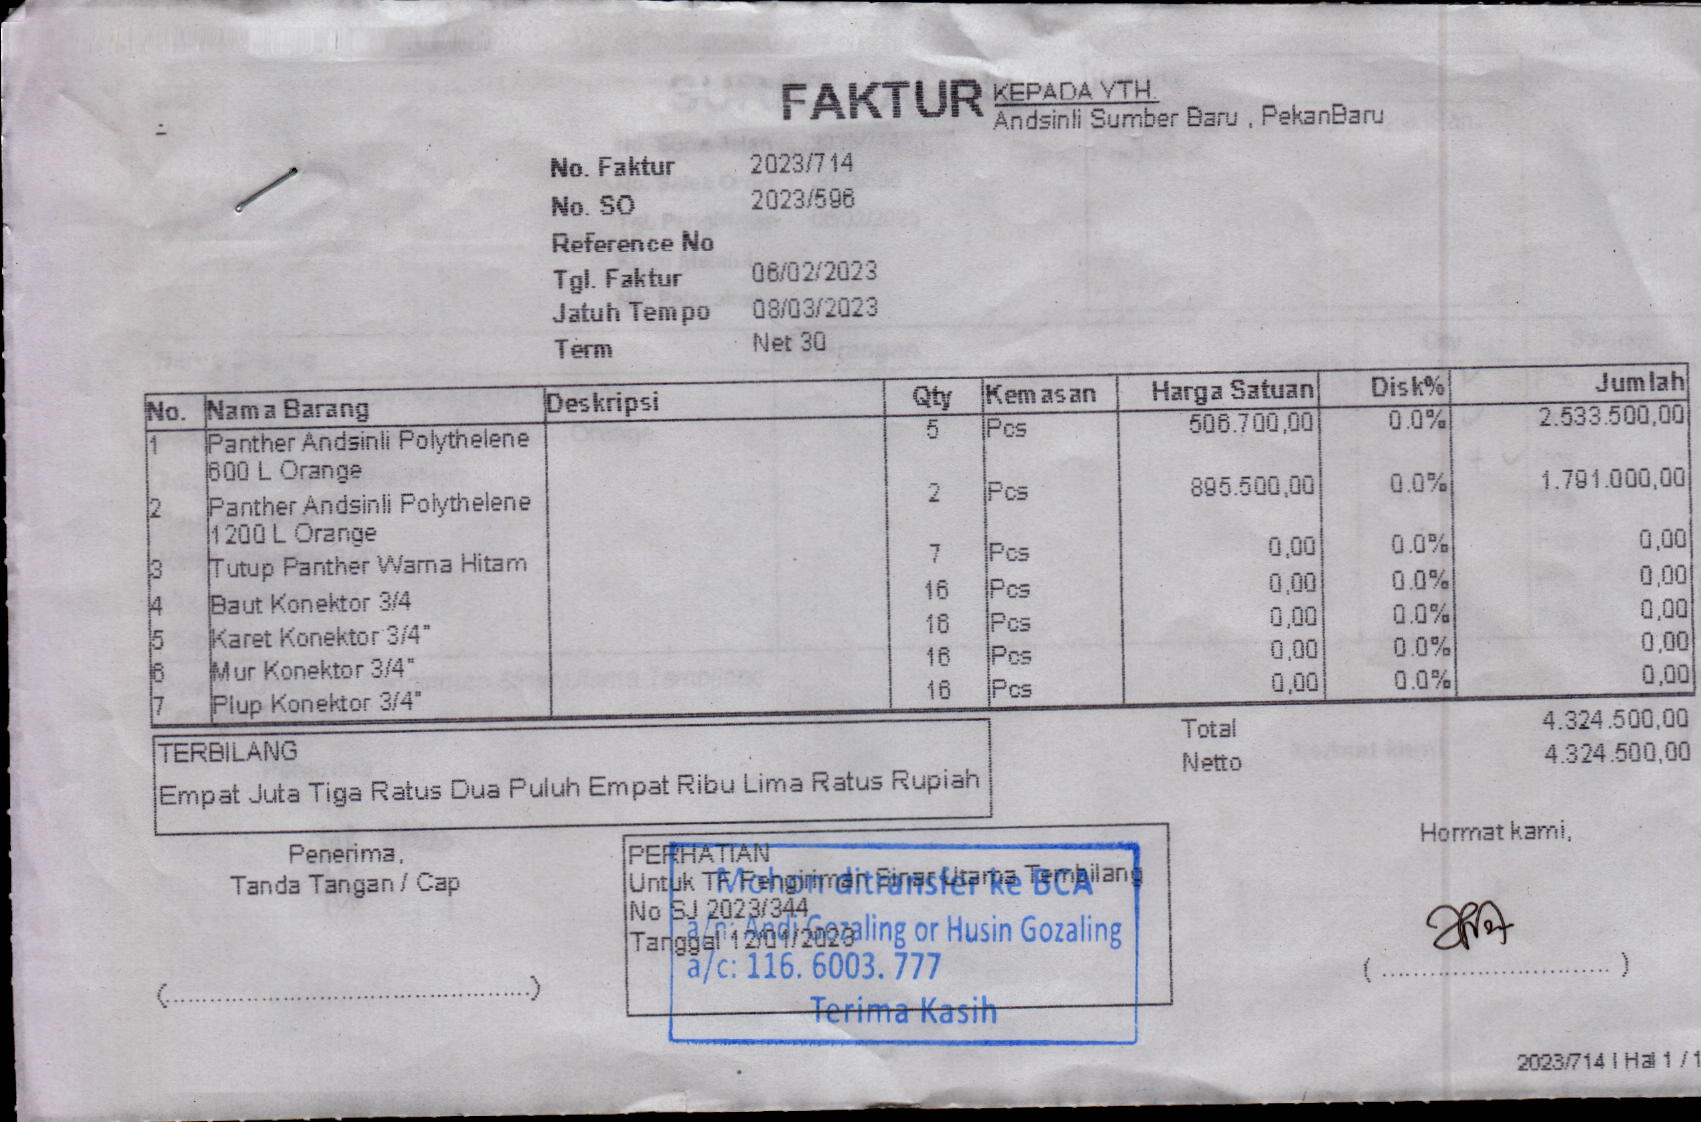 FAKTUR
KEPADA YTH.
Andsinli Sumber Baru , PekanBaru
No. Faktur 2023/714
No. SO 2023/596
Reference No
Tgl. Faktur 06/02/2023
Jatuh Tempo 08/03/2023
Term Net 30
No. Nama Barang Deskripsi Qty Kemasan Harga Satuan Disk% Jumlah
1 Panther Andsinli Polythelene 5 Pcs 506.700,00 0.0% 2.533.500,00
600 L Orange
2 Panther Andsinli Polythelene 2 Pcs 895.500,00 0.0% 1.791.000,00
1200 L Orange
3 Tutup Panther Warna Hitam 7 Pcs 0,00 0.0% 0,00
4 Baut Konektor 3/4 16 Pcs 0,00 0.0% 0,00
5 Karet Konektor 3/4" 16 Pcs 0,00 0.0% 0,00
6 Mur Konektor 3/4" 16 Pcs 0,00 0.0% 0,00
7 Plup Konektor 3/4" 16 Pcs 0,00 0.0% 0,00
Total 4.324.500,00
Netto 4.324.500,00
TERBILANG
Empat Juta Tiga Ratus Dua Puluh Empat Ribu Lima Ratus Rupiah
Penerima,
Tanda Tangan / Cap
(..............................................)
PERHATIAN
Untuk TA Pengiriman Sinar Utama Tembilang
No SJ 2023/344
Tanggal 12/01/2023
Mohon ditransfer ke BCA
a/n: Andi Gozaling or Husin Gozaling
a/c: 116. 6003. 777
Terima Kasih
Hormat kami,
( ............................ )
2023/714 | Hal 1 / 1